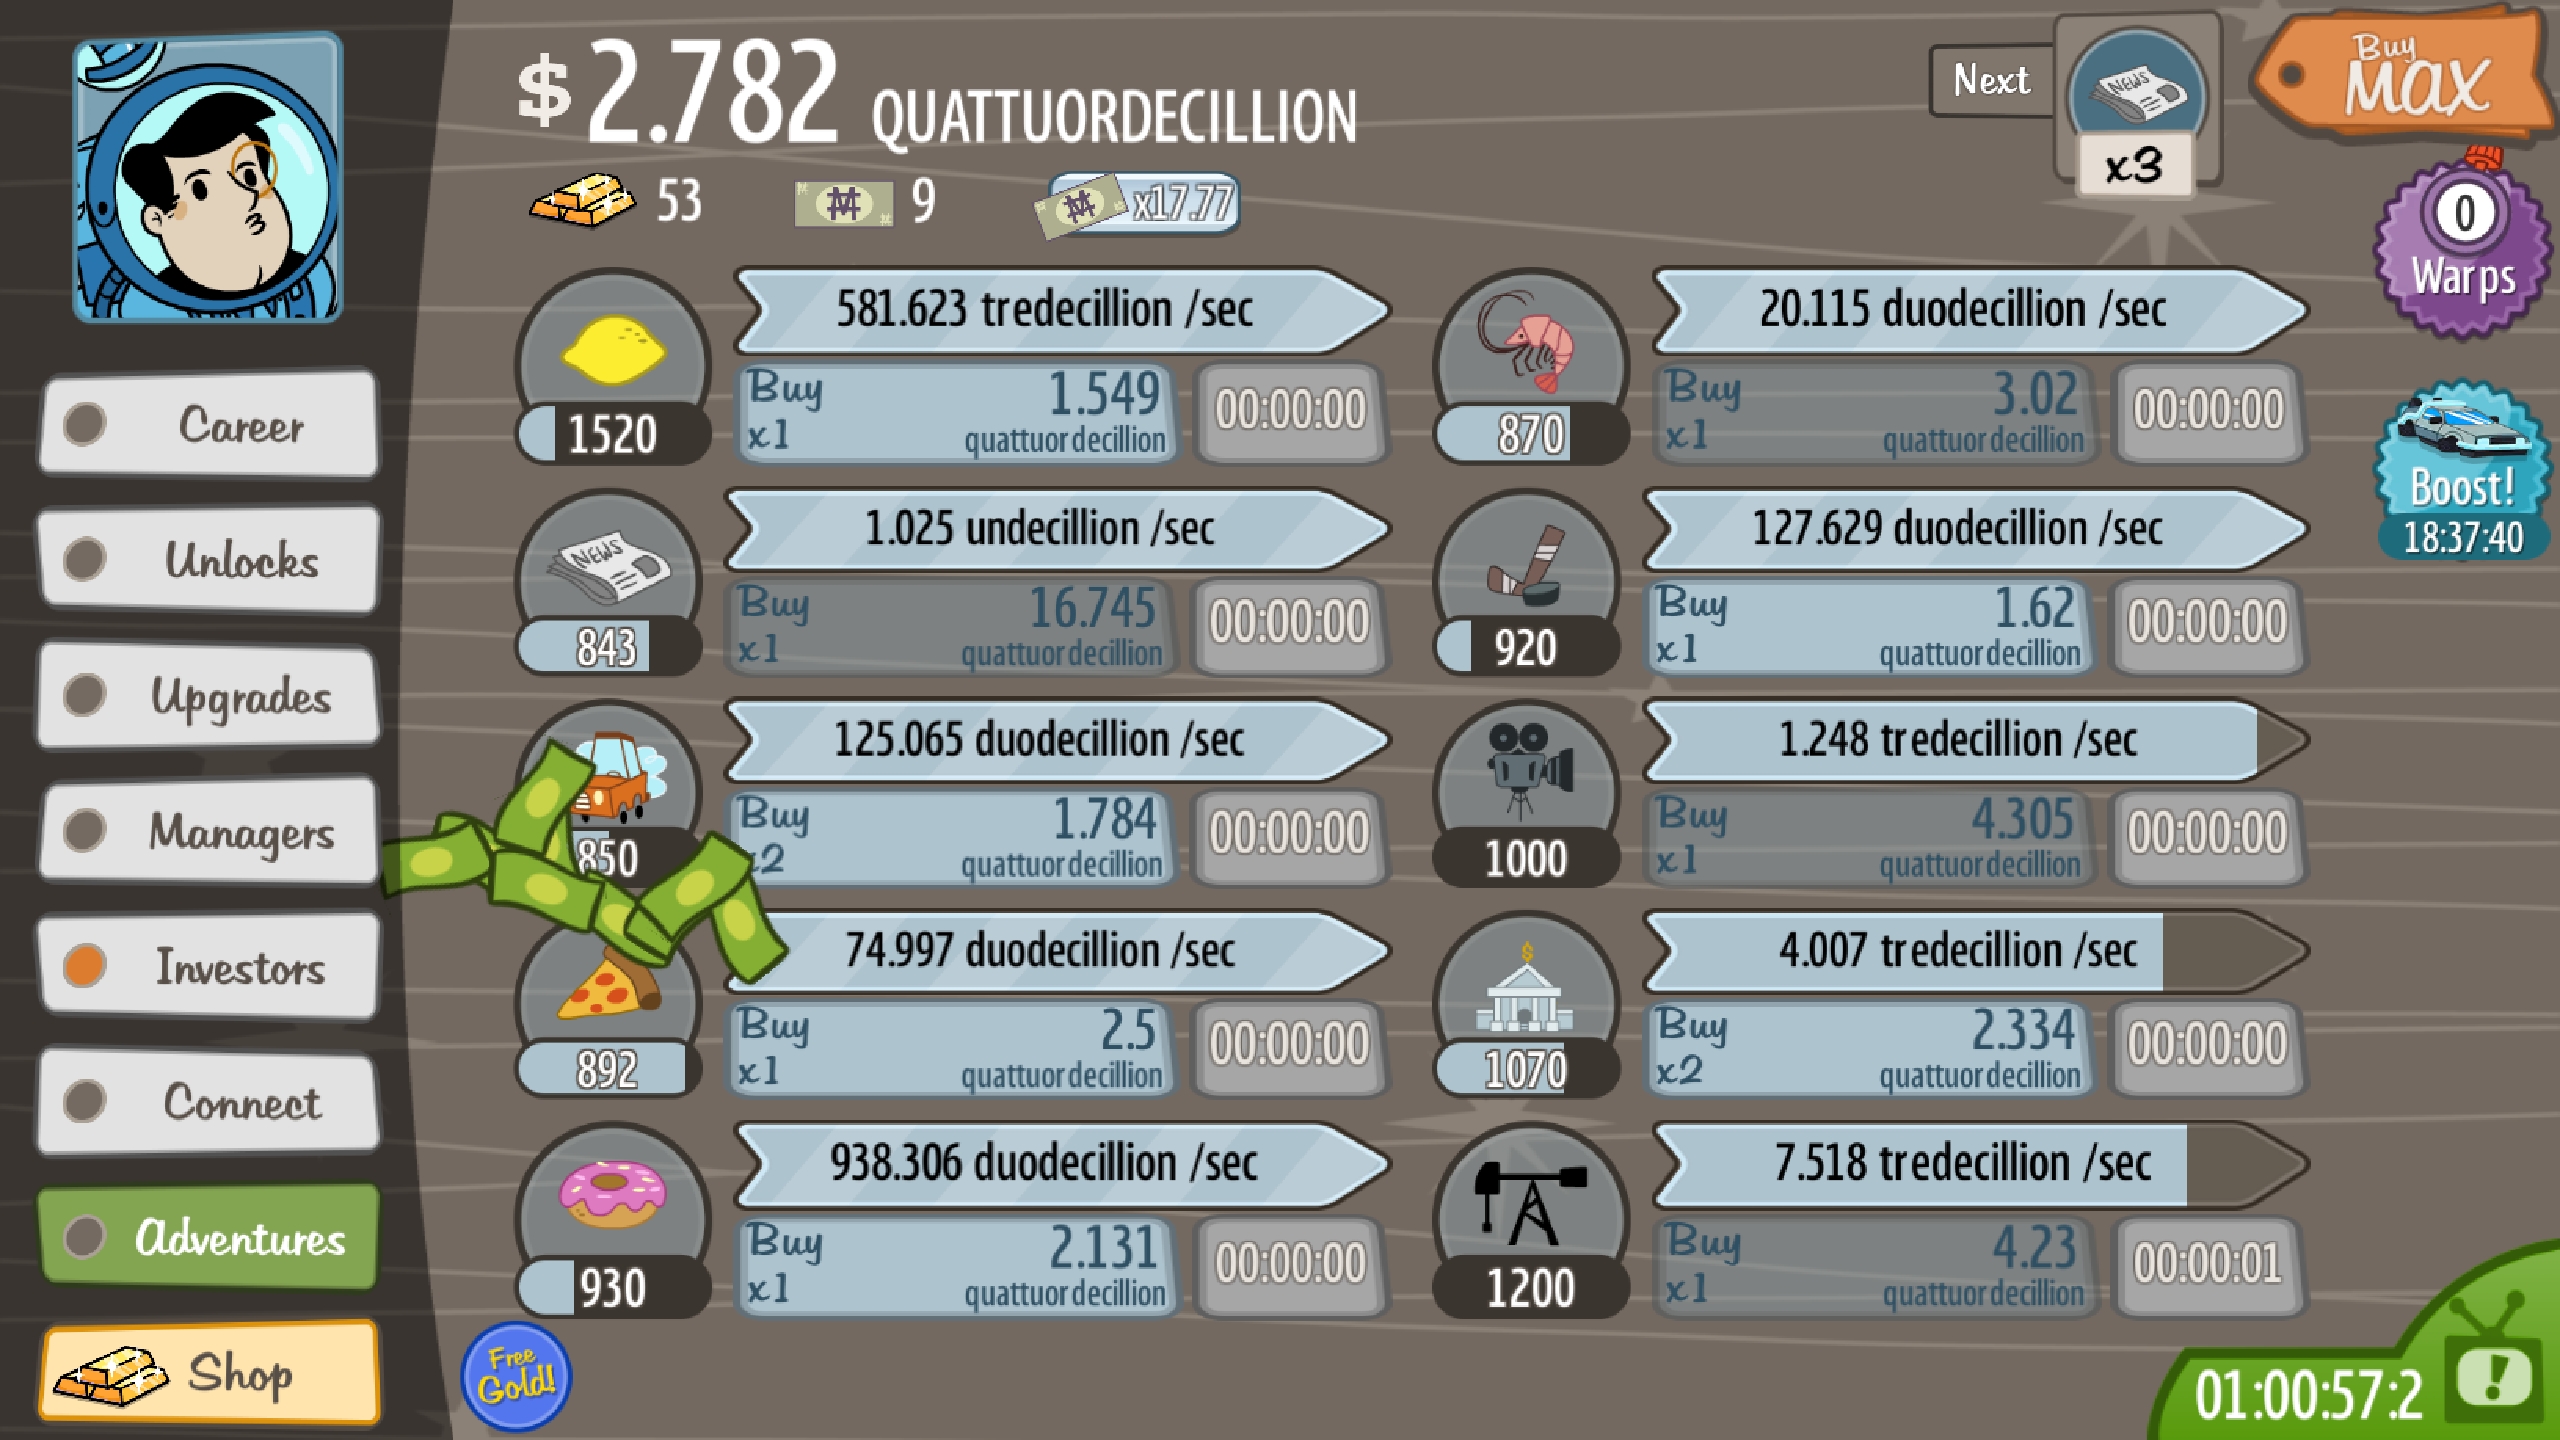 $2.782 QUATTUORDECILLION
Next
Buy
MAX
x3
53
9
x17.77
0
Warps
Boost!
18:37:40
Career
Unlocks
Upgrades
Managers
Investors
Connect
Adventures
Shop
581.623 tredecillion /sec
1520
Buy
x1
1.549
quattuordecillion
00:00:00
20.115 duodecillion /sec
870
Buy
x1
3.02
quattuordecillion
00:00:00
NEWS
1.025 undecillion /sec
843
Buy
x1
16.745
quattuordecillion
00:00:00
127.629 duodecillion /sec
920
Buy
x1
1.62
quattuordecillion
00:00:00
125.065 duodecillion /sec
850
Buy
x2
1.784
quattuordecillion
00:00:00
1.248 tredecillion /sec
1000
Buy
x1
4.305
quattuordecillion
00:00:00
74.997 duodecillion /sec
892
Buy
x1
2.5
quattuordecillion
00:00:00
4.007 tredecillion /sec
1070
Buy
x2
2.334
quattuordecillion
00:00:00
938.306 duodecillion /sec
930
Buy
x1
2.131
quattuordecillion
00:00:00
7.518 tredecillion /sec
1200
Buy
x1
4.23
quattuordecillion
00:00:01
Free
Gold!
01:00:57:2